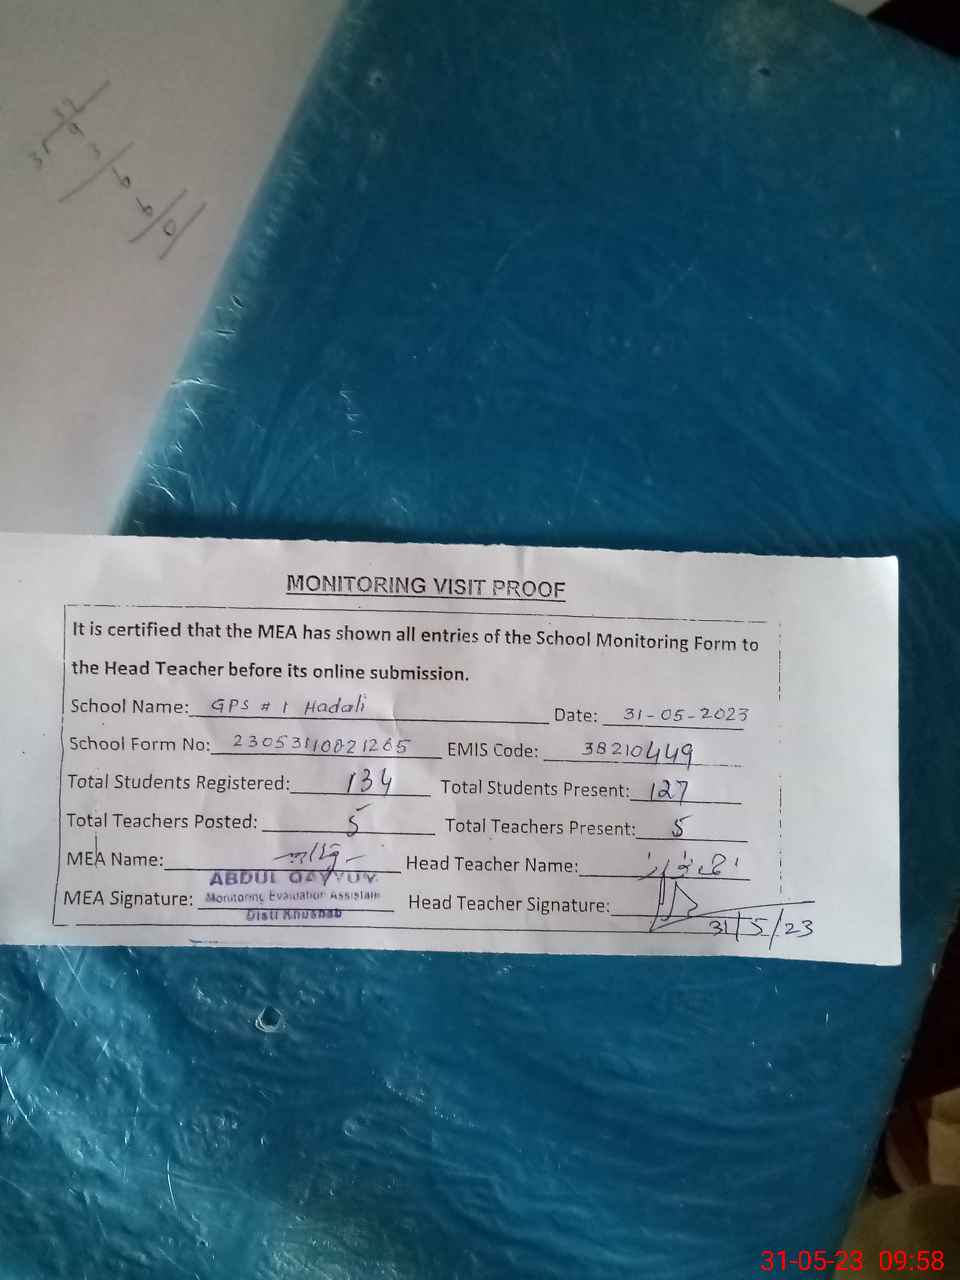 MONITORING VISIT PROOF
It is certified that the MEA has shown all entries of the School Monitoring Form to
the Head Teacher before its online submission.
School Name: GPS # 1 Hadali Date: 31-05-2023
School Form No: 23053110021265 EMIS Code: 38210449
Total Students Registered: 134 Total Students Present: 127
Total Teachers Posted: 5 Total Teachers Present: 5
MEA Name: Head Teacher Name:
ABDUL QAYYUM
MEA Signature: Monitoring Evaluation Assistant Head Teacher Signature:
Distt Khushab
31/5/23
31-05-23 09:58